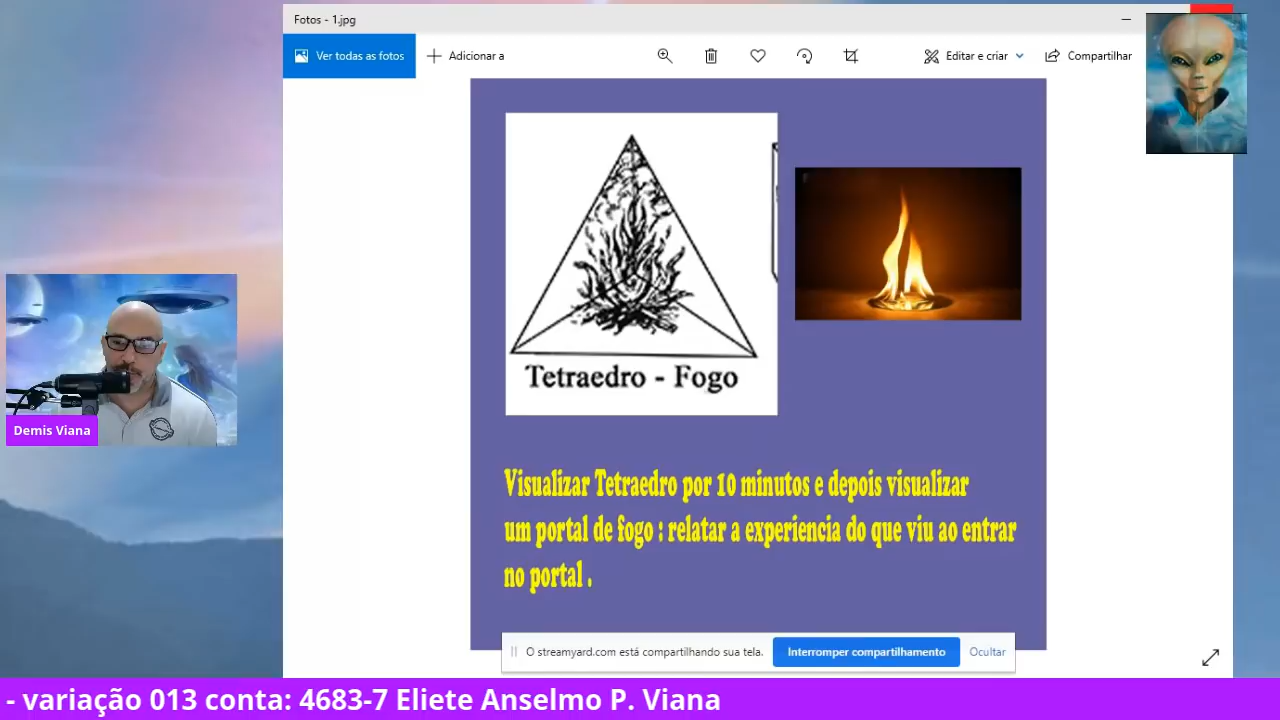 Fotos - 1.jpg
Ver todas as fotos
Adicionar a
Editar e criar
Compartilhar
Tetraedro - Fogo
Visualizar Tetraedro por 10 minutos e depois visualizar
um portal de fogo : relatar a experiencia do que viu ao entrar
no portal .
Demis Viana
O streamyard.com está compartilhando sua tela.
Interromper compartilhamento
Ocultar
- variação 013 conta: 4683-7 Eliete Anselmo P. Viana